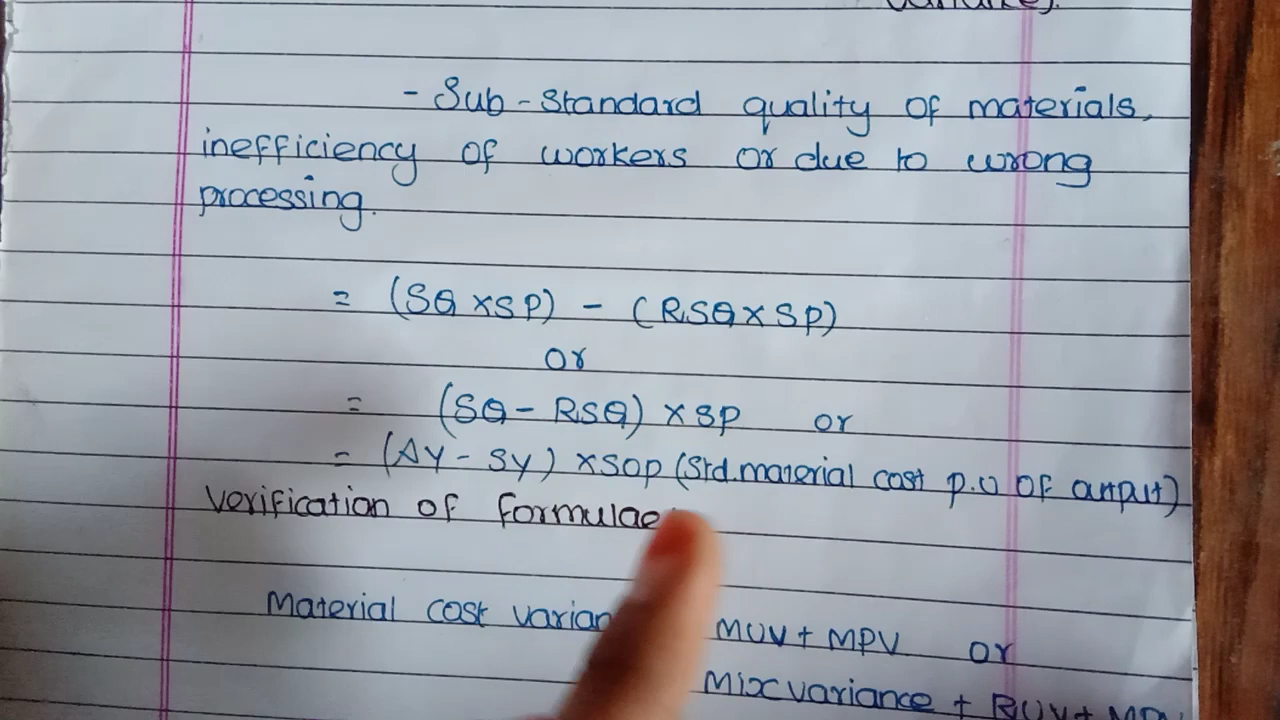 - Sub-Standard quality of materials,
inefficiency of workers or due to wrong
processing.
= (SQ x SP) - (RSQ x SP)
or
= (SQ - RSQ) x SP or
= (AY - SY) x SOP (Std. material cost p.u of output)
Verification of formulae
Material cost varian MUV + MPV or
Mix variance + RUV +